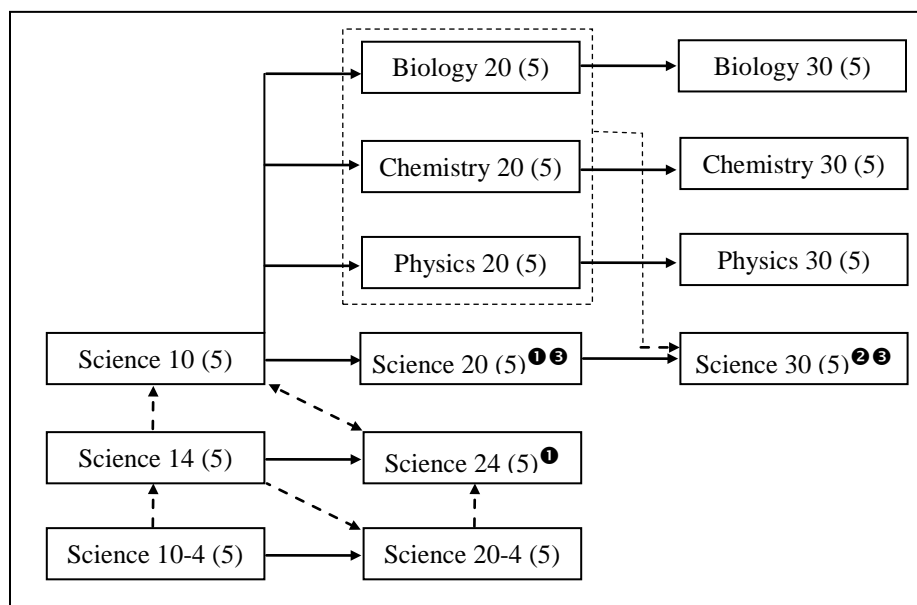 Biology 20 (5)
Biology 30 (5)
Chemistry 20 (5)
Chemistry 30 (5)
Physics 20 (5)
Physics 30 (5)
Science 10 (5)
Science 20 (5)❶❸
Science 30 (5)❷❸
Science 14 (5)
Science 24 (5)❶
Science 10-4 (5)
Science 20-4 (5)